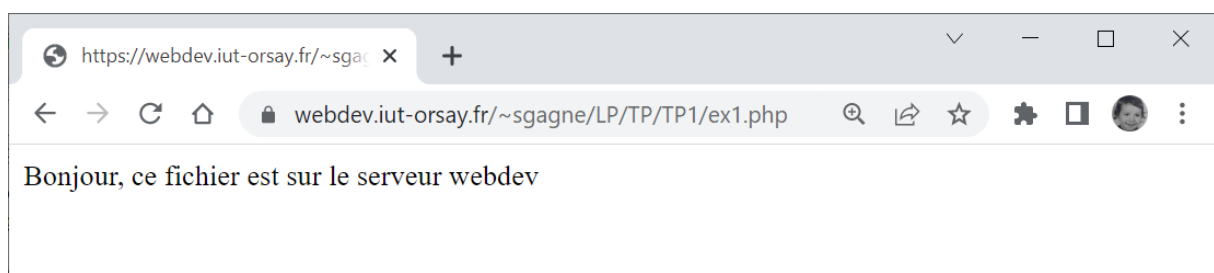 https://webdev.iut-orsay.fr/~sgag
webdev.iut-orsay.fr/~sgagne/LP/TP/TP1/ex1.php
Bonjour, ce fichier est sur le serveur webdev